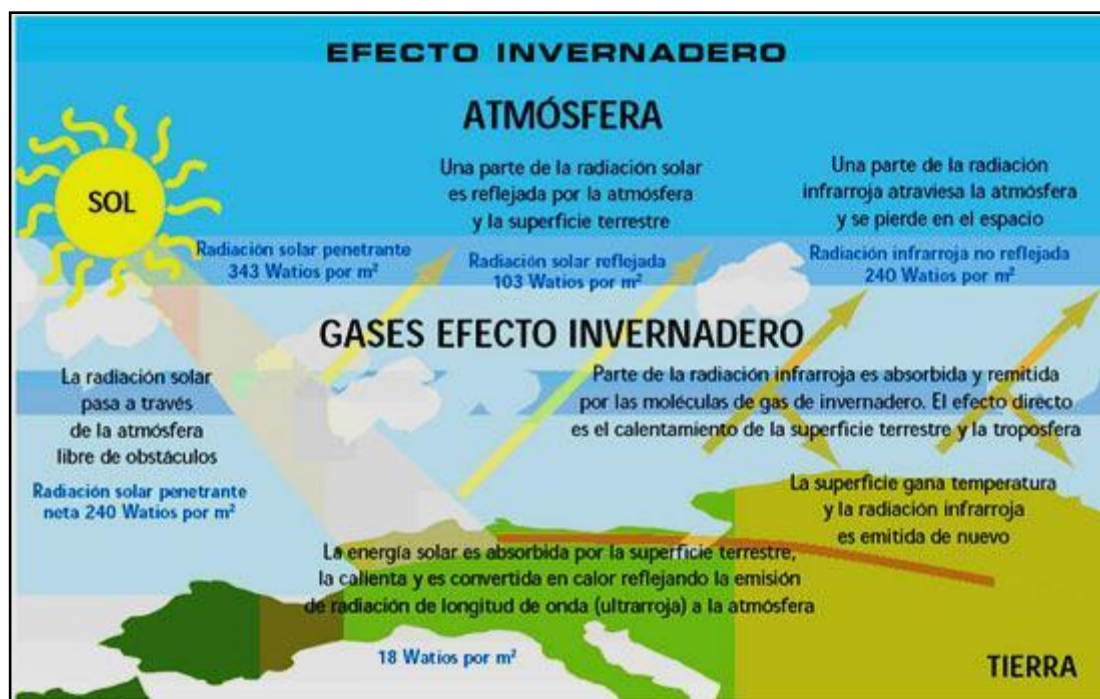 EFECTO INVERNADERO
ATMÓSFERA
SOL
Una parte de la radiación solar
es reflejada por la atmósfera
y la superficie terrestre
Una parte de la radiación
infrarroja atraviesa la atmósfera
y se pierde en el espacio
Radiación solar penetrante
343 Watios por m²
Radiación solar reflejada
103 Watios por m²
Radiación infrarroja no reflejada
240 Watios por m²
GASES EFECTO INVERNADERO
La radiación solar
pasa a través
de la atmósfera
libre de obstáculos
Radiación solar penetrante
neta 240 Watios por m²
Parte de la radiación infrarroja es absorbida y remitida
por las moléculas de gas de invernadero. El efecto directo
es el calentamiento de la superficie terrestre y la troposfera
La superficie gana temperatura
y la radiación infrarroja
es emitida de nuevo
La energía solar es absorbida por la superficie terrestre,
la calienta y es convertida en calor reflejando la emisión
de radiación de longitud de onda (ultrarroja) a la atmósfera
18 Watios por m²
TIERRA